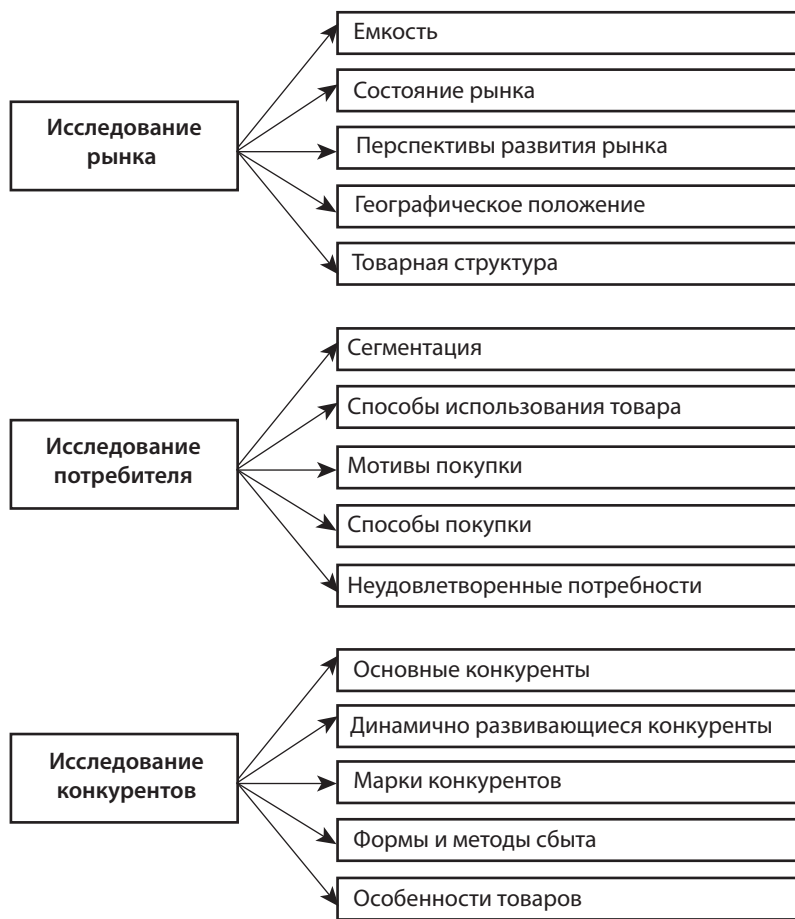 Исследование
рынка
Емкость
Состояние рынка
Перспективы развития рынка
Географическое положение
Товарная структура
Исследование
потребителя
Сегментация
Способы использования товара
Мотивы покупки
Способы покупки
Неудовлетворенные потребности
Исследование
конкурентов
Основные конкуренты
Динамично развивающиеся конкуренты
Марки конкурентов
Формы и методы сбыта
Особенности товаров